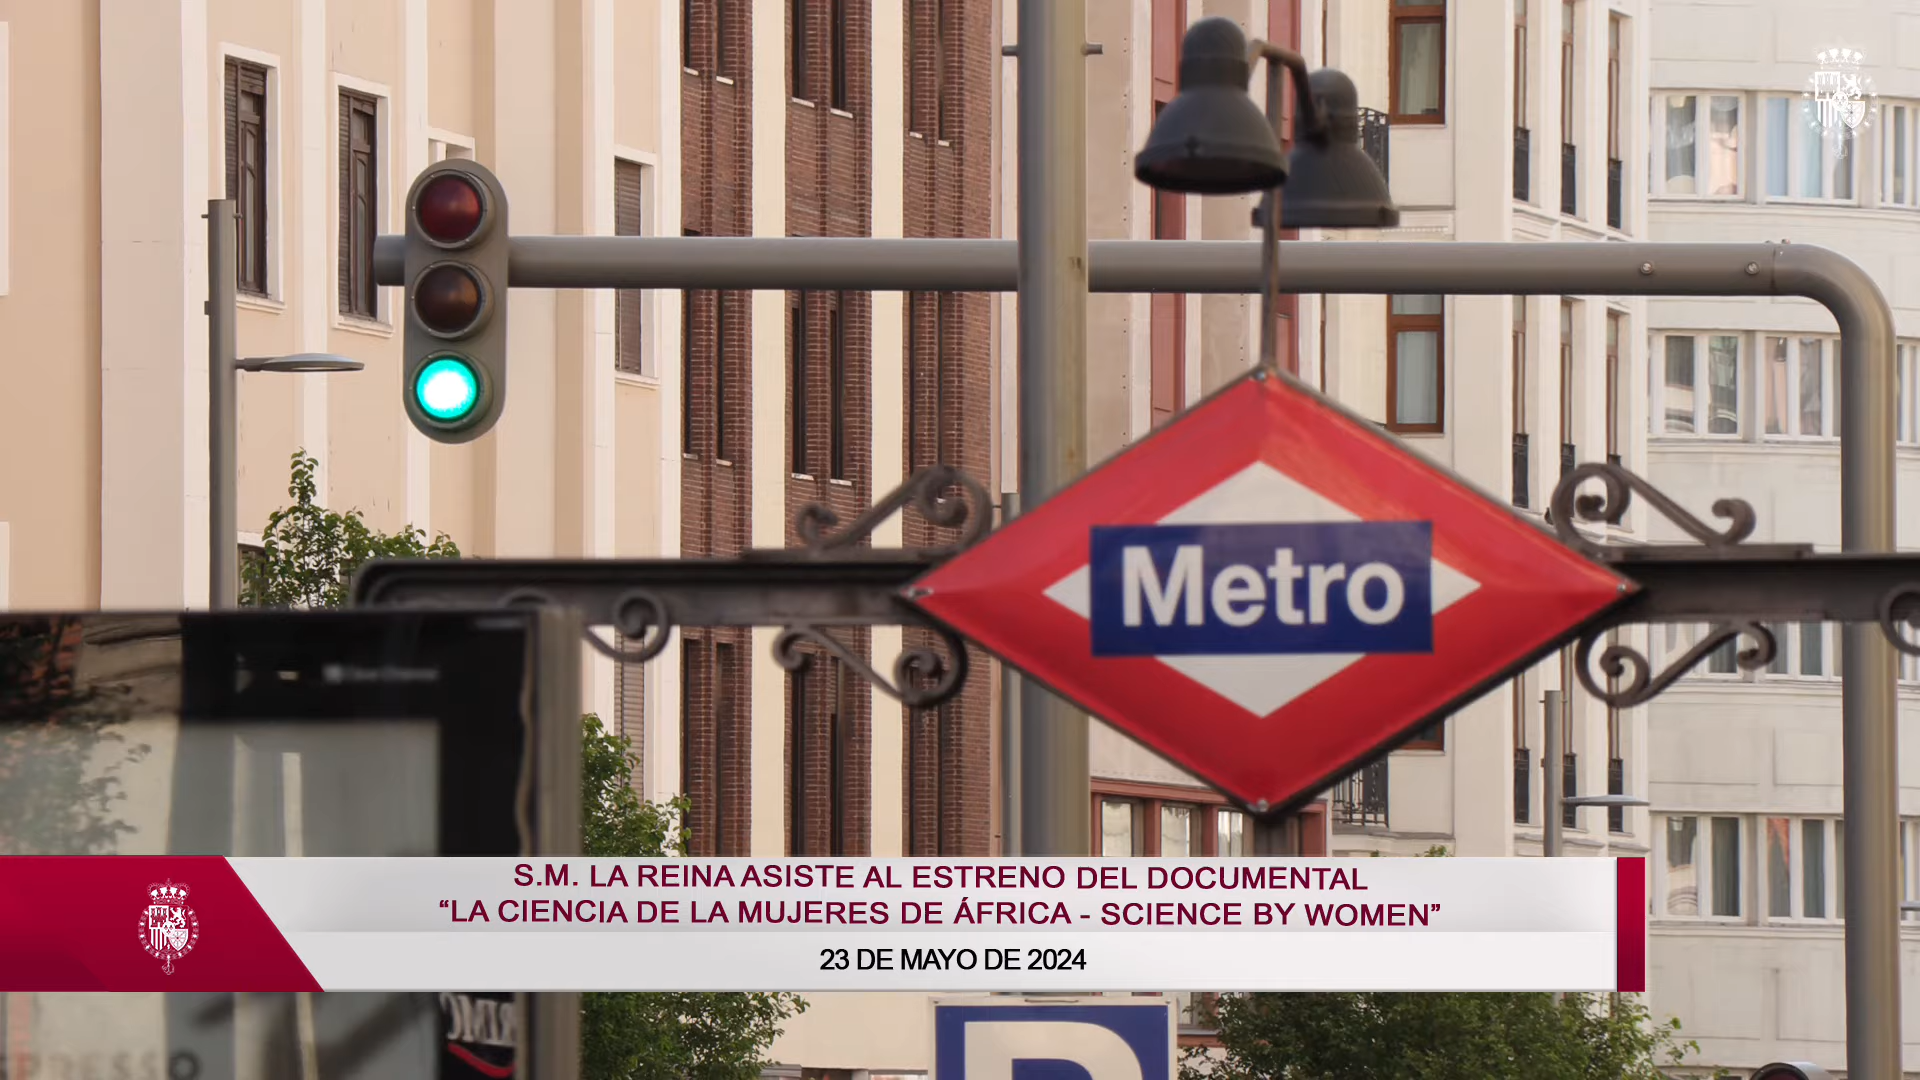 Metro
S.M. LA REINA ASISTE AL ESTRENO DEL DOCUMENTAL
“LA CIENCIA DE LA MUJERES DE ÁFRICA - SCIENCE BY WOMEN”
23 DE MAYO DE 2024